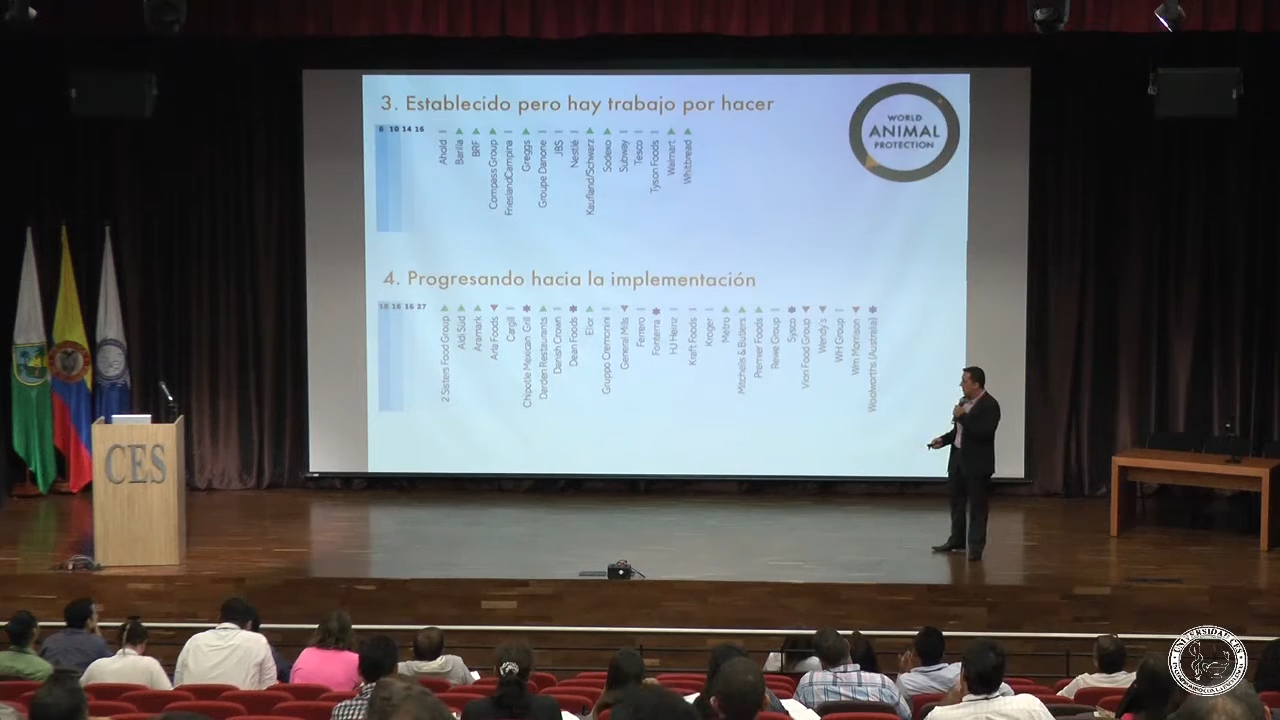 3. Establecido pero hay trabajo por hacer
WORLD
ANIMAL
PROTECTION
6 10 14 16
Ahold
Barilla
BRF
Compass Group
FrieslandCampina
Greggs
Groupe Danone
JBS
Nestlé
Kaufland/Schwarz
Sodexo
Subway
Tesco
Tyson Foods
Walmart
Whitbread
4. Progresando hacia la implementación
16 16 27
2 Sisters Food Group
Aldi Süd
Aramark
Arla Foods
Cargill
Chipotle Mexican Grill
Darden Restaurants
Danish Crown
Dean Foods
Elior
Gruppo Cremonini
General Mills
Ferrero
Fonterra
HJ Heinz
Kraft Foods
Kroger
Metro
Mitchells & Butlers
Premier Foods
Rewe Group
Sysco
Vion Food Group
Wendy's
WH Group
Wm Morrison
Woolworths (Australia)
CES
UNIVERSIDAD CES